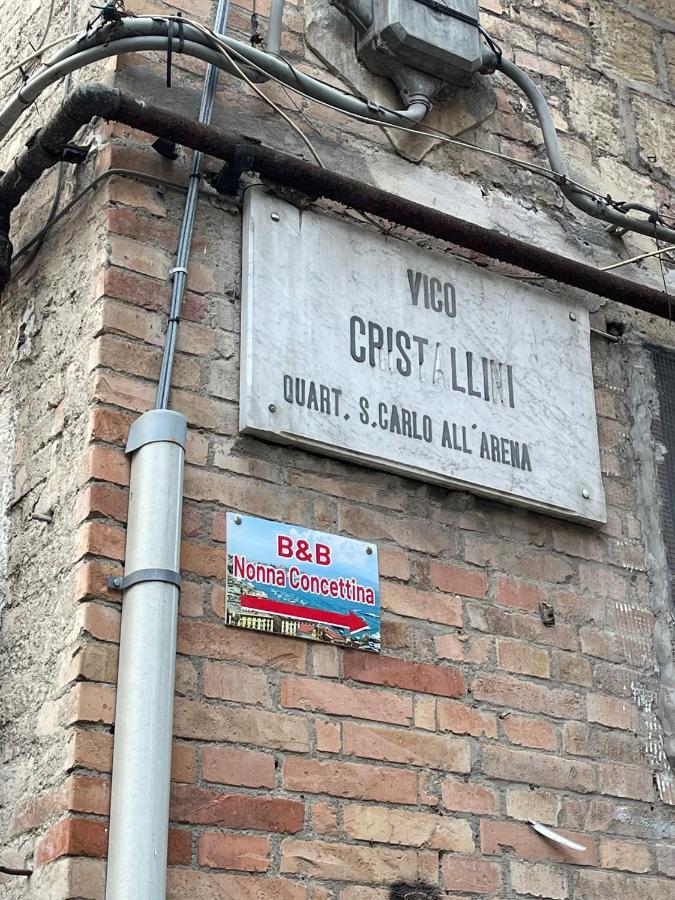 VICO
CRISTALLINI
QUART. S.CARLO ALL'ARENA
B&B
Nonna Concettina